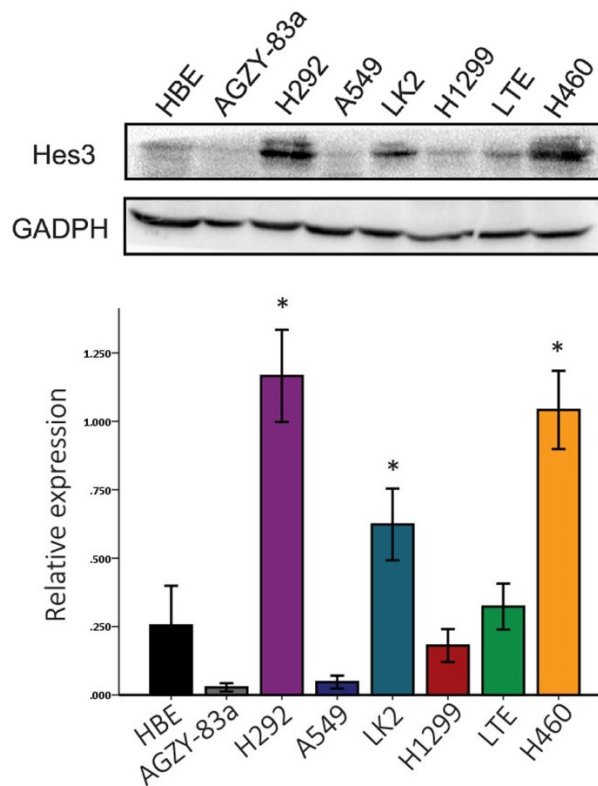 HBE AGZY-83a H292 A549 LK2 H1299 LTE H460
Hes3
GADPH
* * *
1.250
1.000
.750
.500
.250
.000
Relative expression
HBE AGZY-83a H292 A549 LK2 H1299 LTE H460